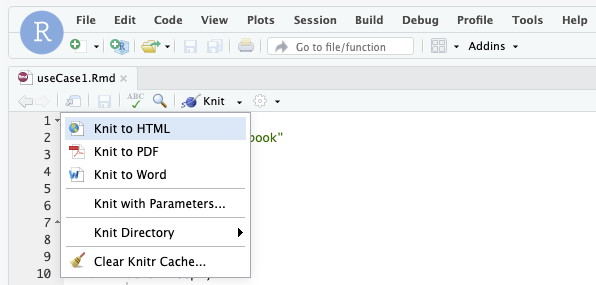 R
File Edit Code View Plots Session Build Debug Profile Tools Help
Go to file/function
Addins
useCase1.Rmd
ABC
Knit
1
Knit to HTML
2
book"
3
Knit to PDF
4
Knit to Word
5
6
Knit with Parameters...
7
8
Knit Directory
9
Clear Knitr Cache...
10